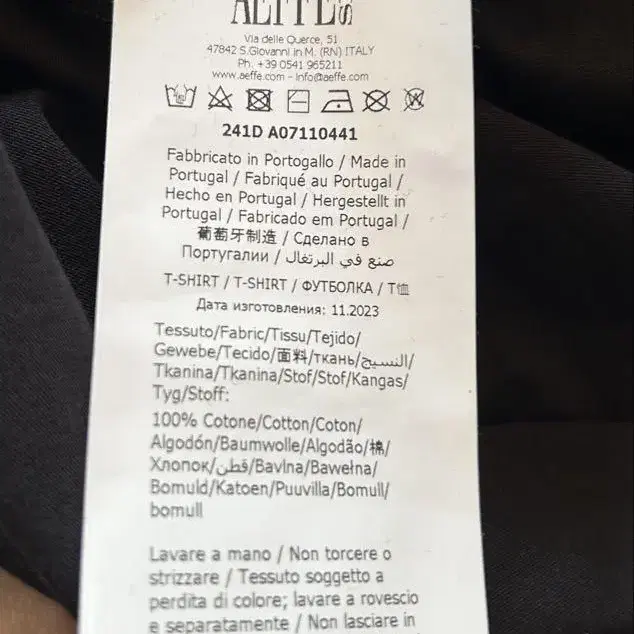 AEFFE
Via delle Querce, 51
47842 S.Giovanni in M. (RN) ITALY
Ph. +39 0541 965211
www.aeffe.com - info@aeffe.com
241D A07110441
Fabbricato in Portogallo / Made in
Portugal / Fabriqué au Portugal /
Hecho en Portugal / Hergestellt in
Portugal / Fabricado em Portugal /
葡萄牙制造 / Сделано в
Португалии / صنع في البرتغال
T-SHIRT / T-SHIRT / ФУТБОЛКА / T恤
Дата изготовления: 11.2023
Tessuto/Fabric/Tissu/Tejido/
Gewebe/Tecido/面料/ткань/النسيج/
Tkanina/Tkanina/Stof/Stof/Kangas/
Tyg/Stoff:
100% Cotone/Cotton/Coton/
Algodón/Baumwolle/Algodão/棉/
Хлопок/قطن/Bavlna/Bawełna/
Bomuld/Katoen/Puuvilla/Bomull/
bomull
Lavare a mano / Non torcere o
strizzare / Tessuto soggetto a
perdita di colore; lavare a rovescio
e separatamente / Non lasciare in